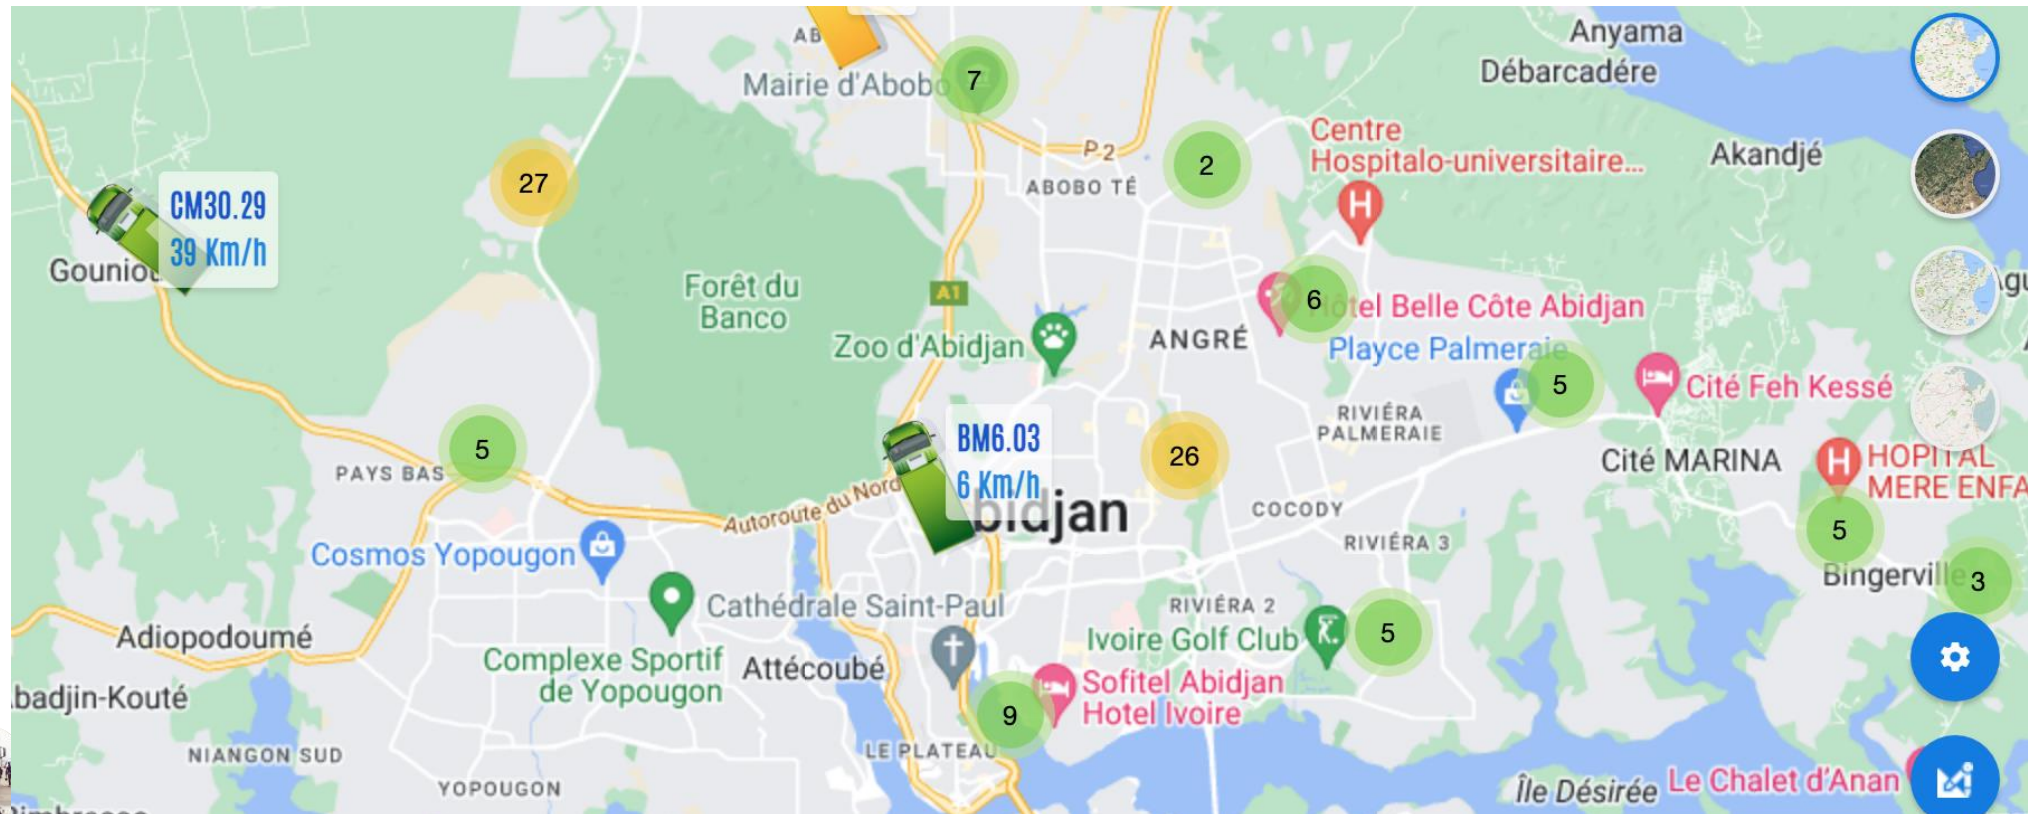 Anyama
Débarcadére
AB
Mairie d'Abobo
7
P-2
2
Centre
Hospitalo-universitaire...
Akandjé
ABOBO TÉ
27
CM30.29
39 Km/h
Forêt du
Banco
A1
6
tel Belle Côte Abidjan
Zoo d'Abidjan
ANGRÉ
Playce Palmeraie
5
Cité Feh Kessé
RIVIÉRA
PALMERAIE
BM6.03
6 Km/h
5
PAYS BAS
26
Cité MARINA
HOPITAL
MERE ENFA
Autoroute du Nord
bidjan
COCODY
5
Cosmos Yopougon
RIVIÉRA 3
Bingerville
3
Cathédrale Saint-Paul
RIVIÉRA 2
Adiopodoumé
Ivoire Golf Club
5
Complexe Sportif
de Yopougon
Attécoubé
Sofitel Abidjan
Hotel Ivoire
badjin-Kouté
9
NIANGON SUD
LE PLATEAU
YOPOUGON
Île Désirée
Le Chalet d'Anan